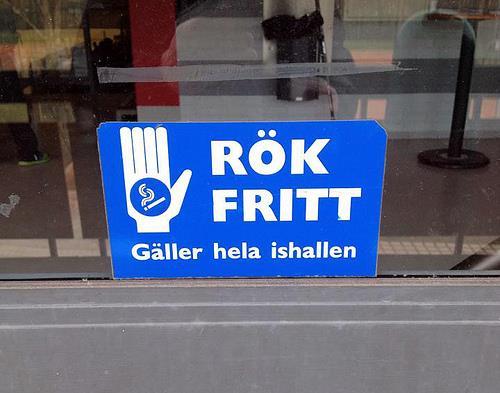 RÖK
FRITT
Gäller hela ishallen